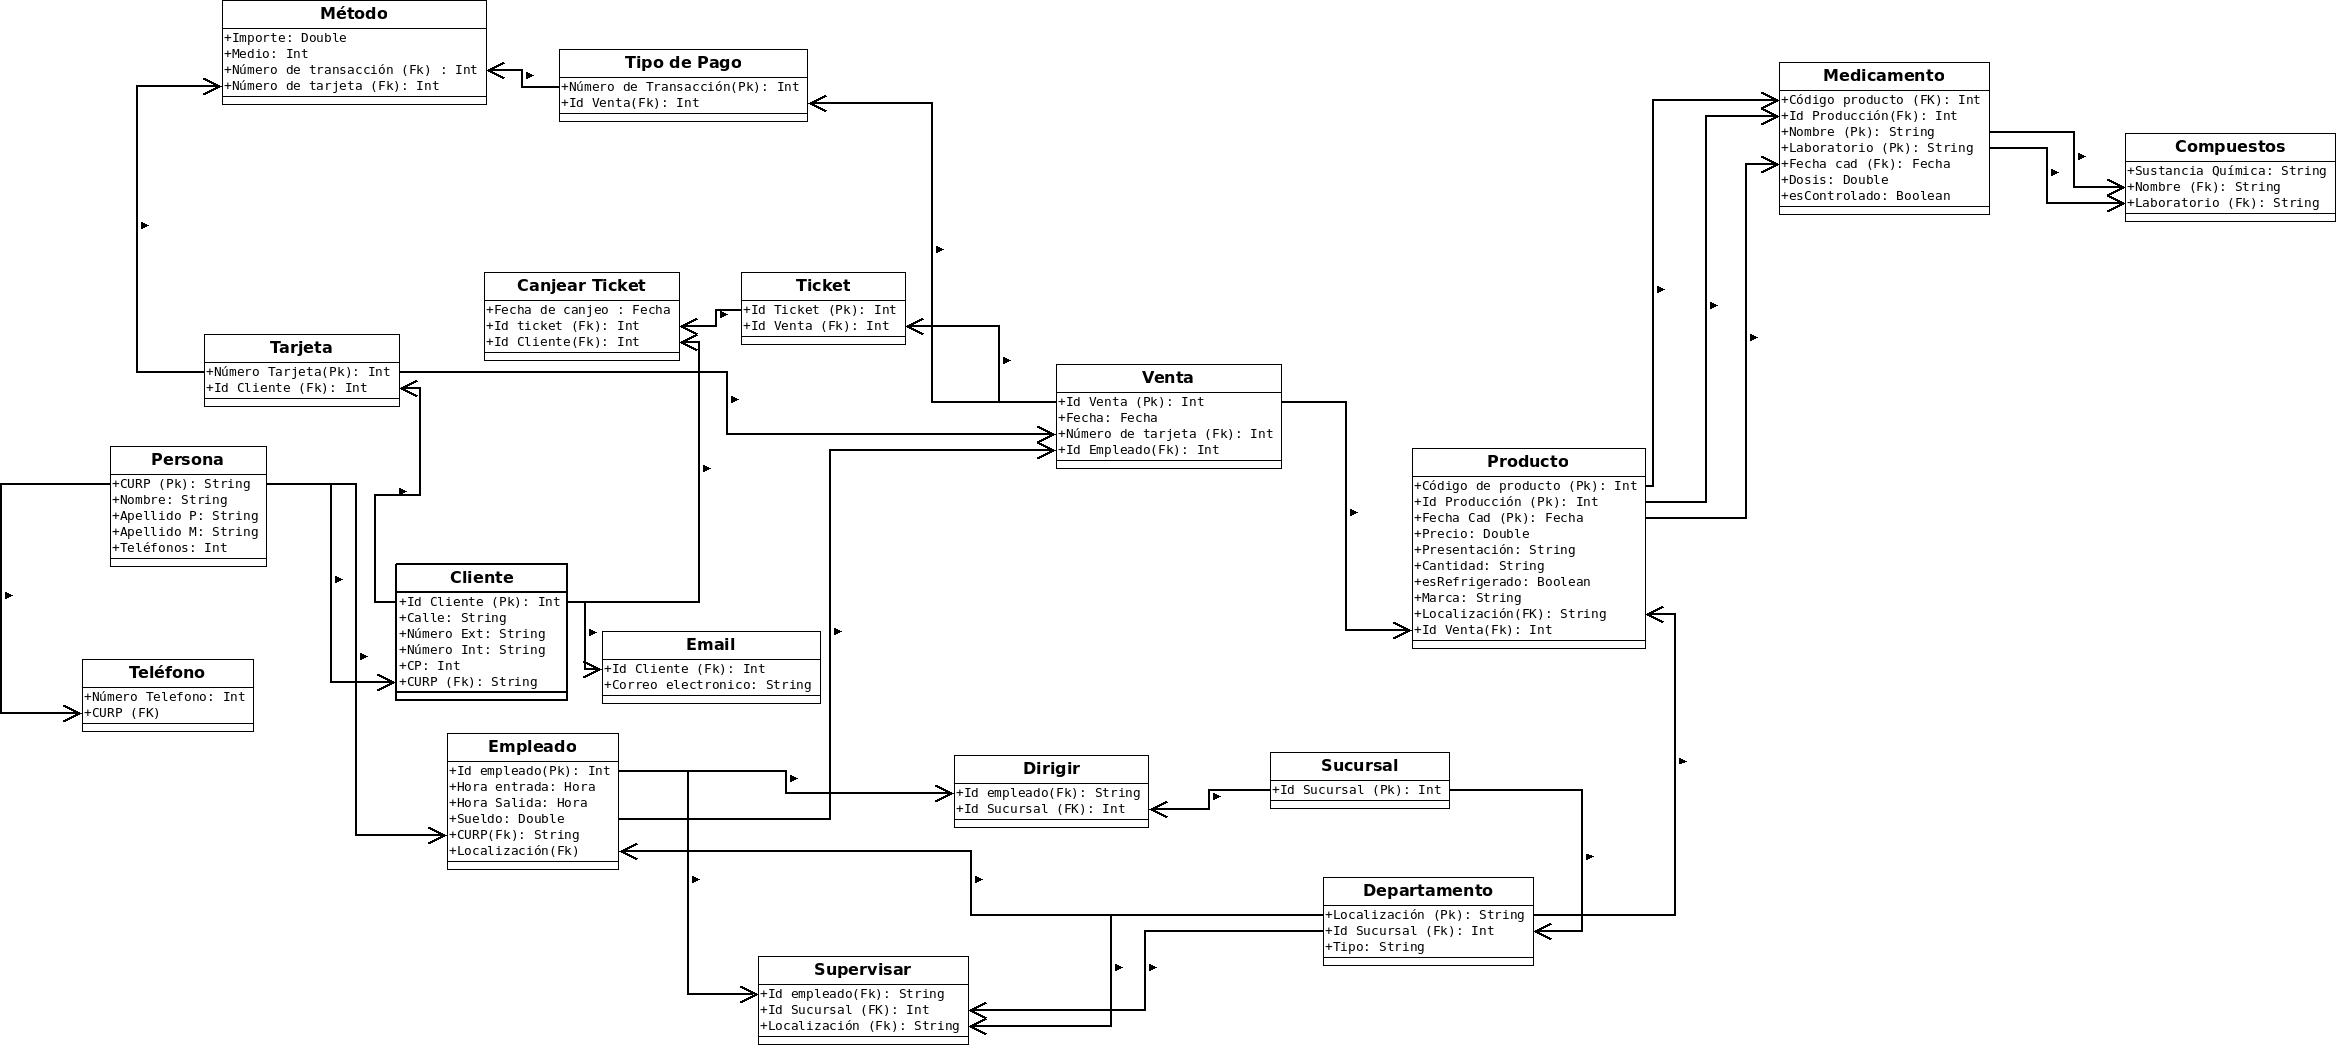 Método
+Importe: Double
+Medio: Int
+Número de transacción (Fk) : Int
+Número de tarjeta (Fk): Int
Tipo de Pago
+Número de Transacción(Pk): Int
+Id Venta(Fk): Int
Medicamento
+Código producto (FK): Int
+Id Producción(Fk): Int
+Nombre (Pk): String
+Laboratorio (Pk): String
+Fecha cad (Fk): Fecha
+Dosis: Double
+esControlado: Boolean
Compuestos
+Sustancia Química: String
+Nombre (Fk): String
+Laboratorio (Fk): String
Canjear Ticket
+Fecha de canjeo : Fecha
+Id ticket (Fk): Int
+Id Cliente(Fk): Int
Ticket
+Id Ticket (Pk): Int
+Id Venta (Fk): Int
Tarjeta
+Número Tarjeta(Pk): Int
+Id Cliente (Fk): Int
Venta
+Id Venta (Pk): Int
+Fecha: Fecha
+Número de tarjeta (Fk): Int
+Id Empleado(Fk): Int
Persona
+CURP (Pk): String
+Nombre: String
+Apellido P: String
+Apellido M: String
+Teléfonos: Int
Producto
+Código de producto (Pk): Int
+Id Producción (Pk): Int
+Fecha Cad (Pk): Fecha
+Precio: Double
+Presentación: String
+Cantidad: String
+esRefrigerado: Boolean
+Marca: String
+Localización(FK): String
+Id Venta(Fk): Int
Cliente
+Id Cliente (Pk): Int
+Calle: String
+Número Ext: String
+Número Int: String
+CP: Int
+CURP (Fk): String
Email
+Id Cliente (Fk): Int
+Correo electronico: String
Teléfono
+Número Telefono: Int
+CURP (FK)
Empleado
+Id empleado(Pk): Int
+Hora entrada: Hora
+Hora Salida: Hora
+Sueldo: Double
+CURP(Fk): String
+Localización(Fk)
Dirigir
+Id empleado(Fk): String
+Id Sucursal (FK): Int
Sucursal
+Id Sucursal (Pk): Int
Departamento
+Localización (Pk): String
+Id Sucursal (Fk): Int
+Tipo: String
Supervisar
+Id empleado(Fk): String
+Id Sucursal (FK): Int
+Localización (Fk): String